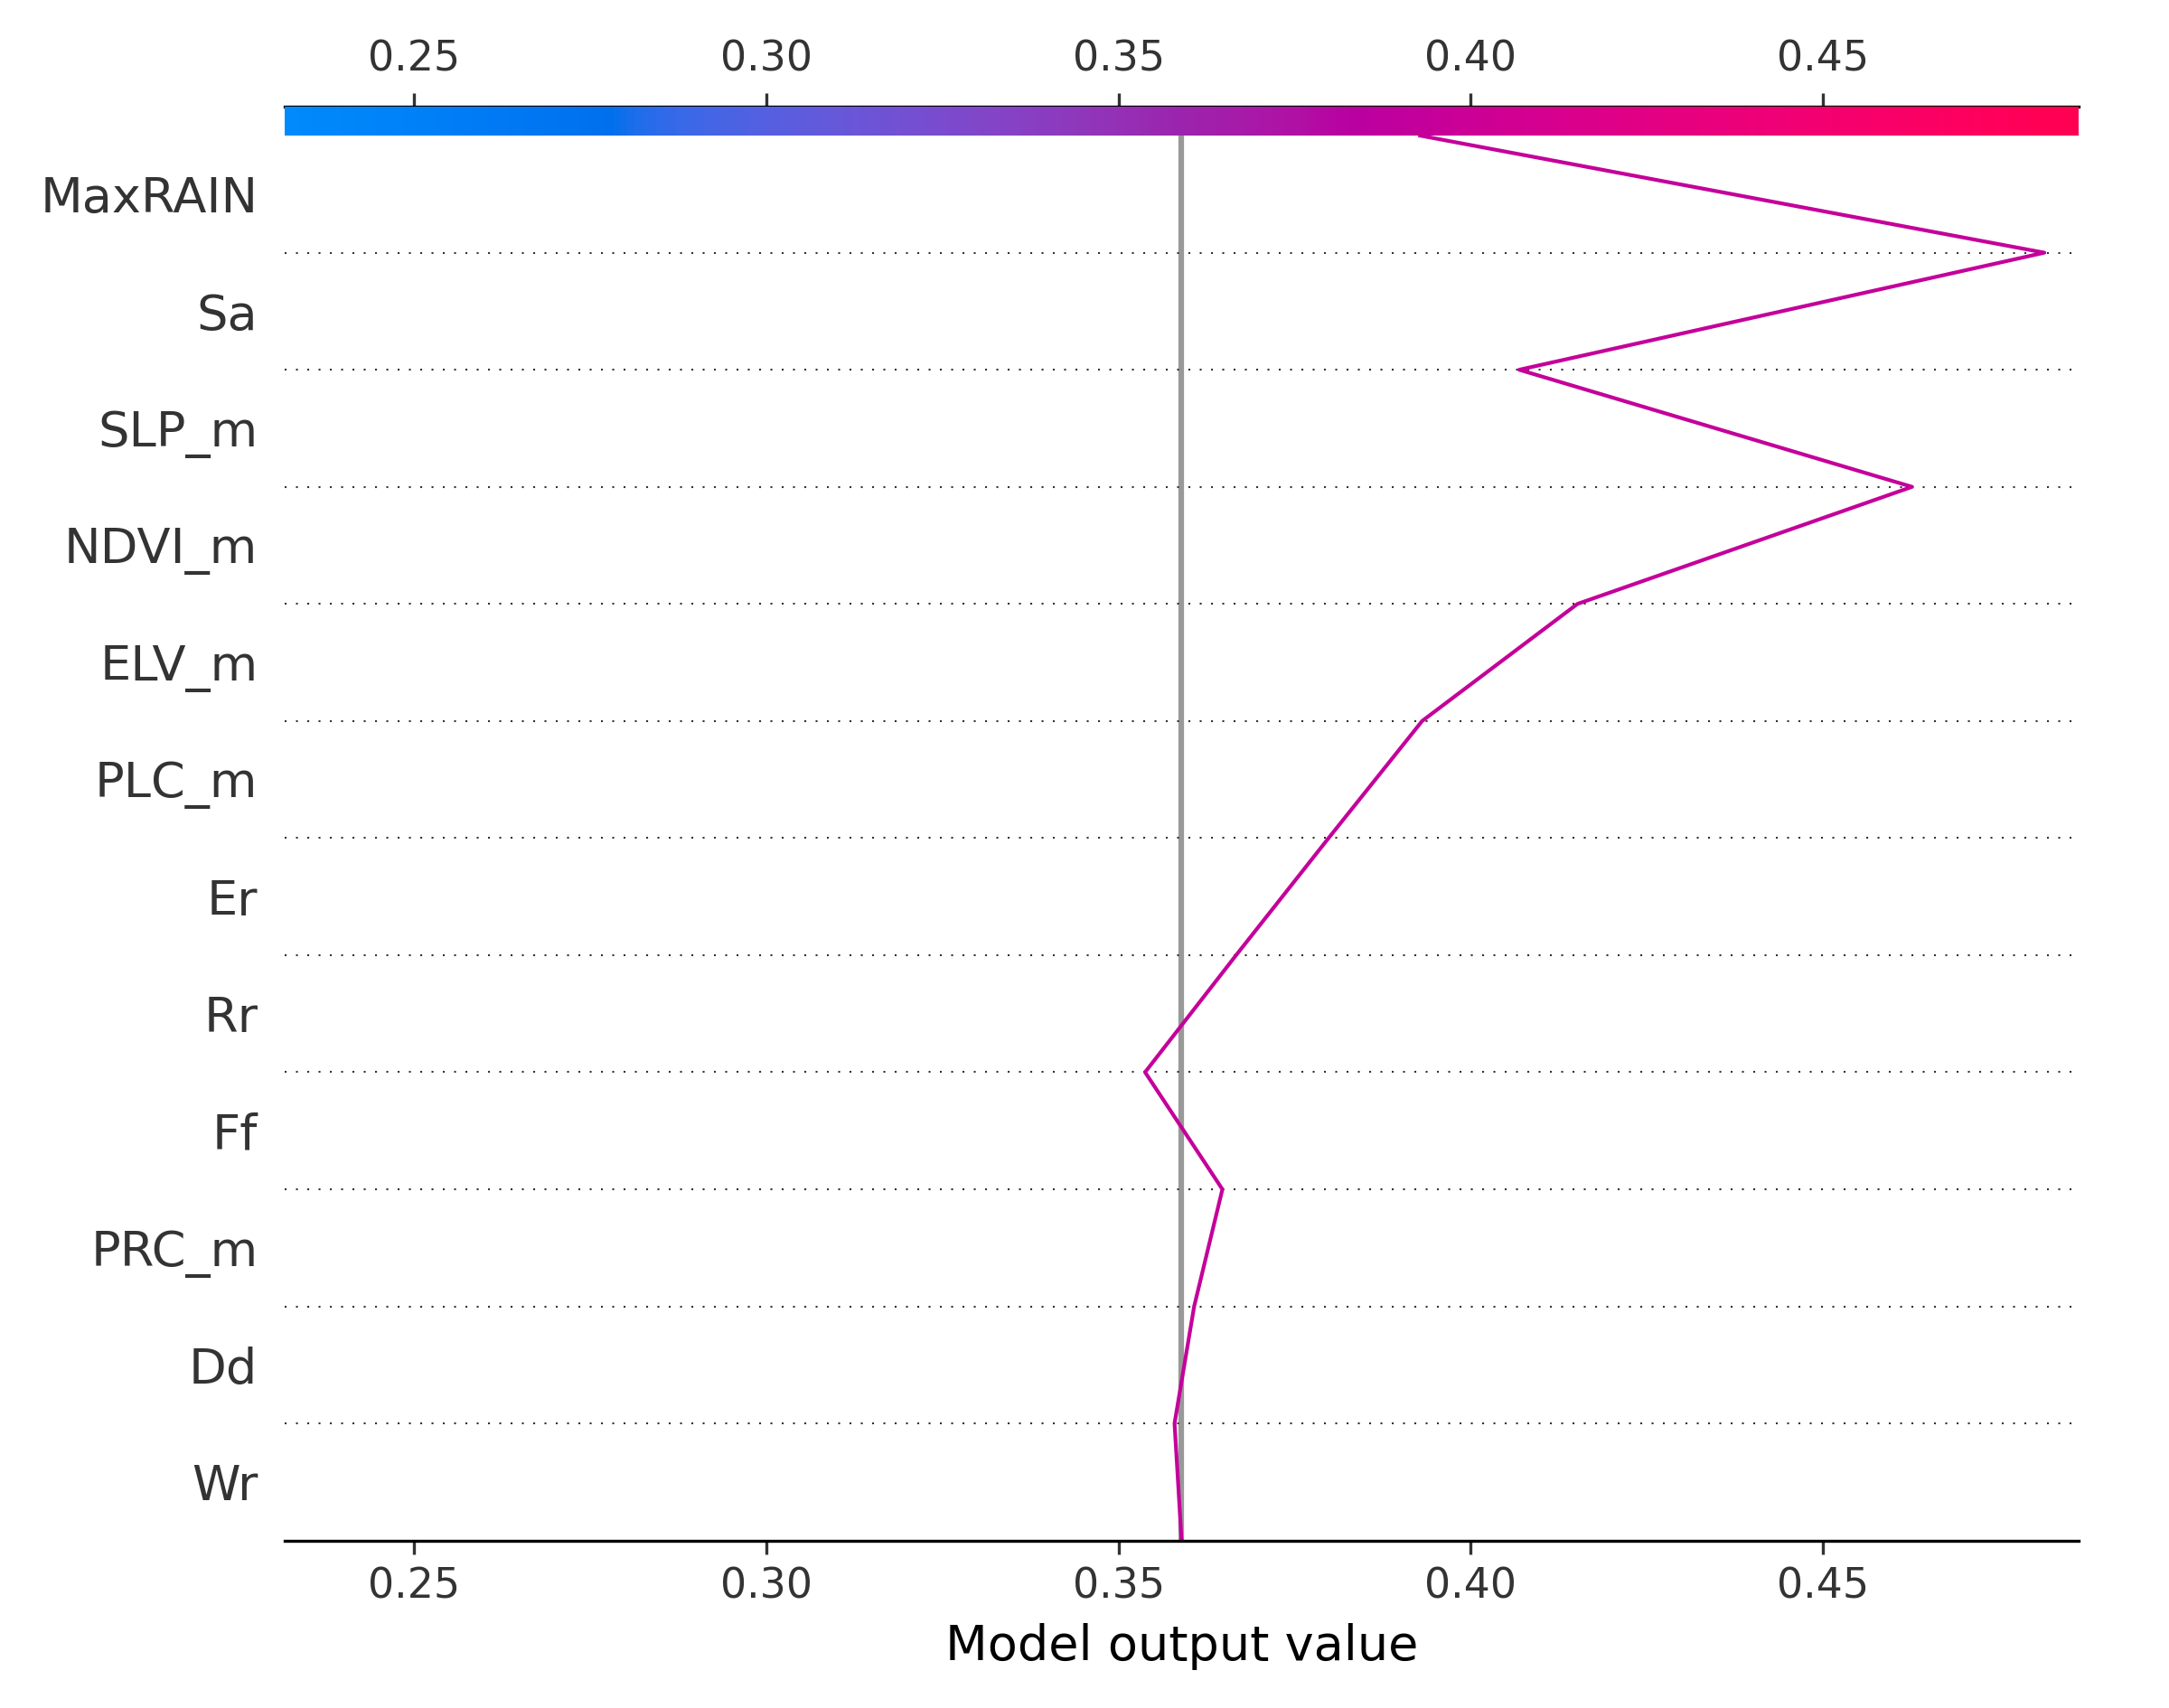 0.25 0.30 0.35 0.40 0.45
MaxRAIN
Sa
SLP_m
NDVI_m
ELV_m
PLC_m
Er
Rr
Ff
PRC_m
Dd
Wr
0.25 0.30 0.35 0.40 0.45
Model output value